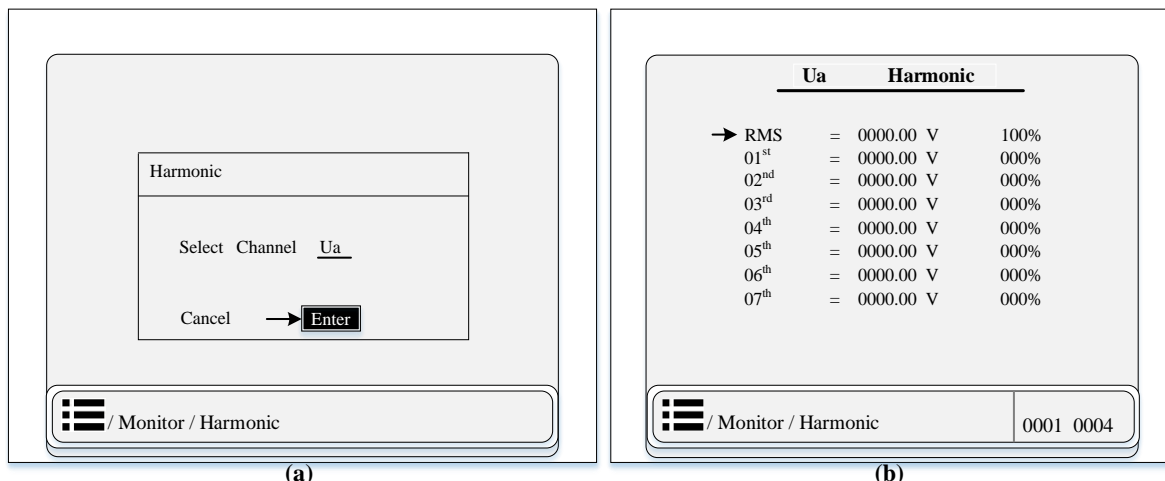 Harmonic
Select Channel Ua
Cancel Enter
/ Monitor / Harmonic
(a)
Ua Harmonic
RMS = 0000.00 V 100%
01st = 0000.00 V 000%
02nd = 0000.00 V 000%
03rd = 0000.00 V 000%
04th = 0000.00 V 000%
05th = 0000.00 V 000%
06th = 0000.00 V 000%
07th = 0000.00 V 000%
/ Monitor / Harmonic 0001 0004
(b)